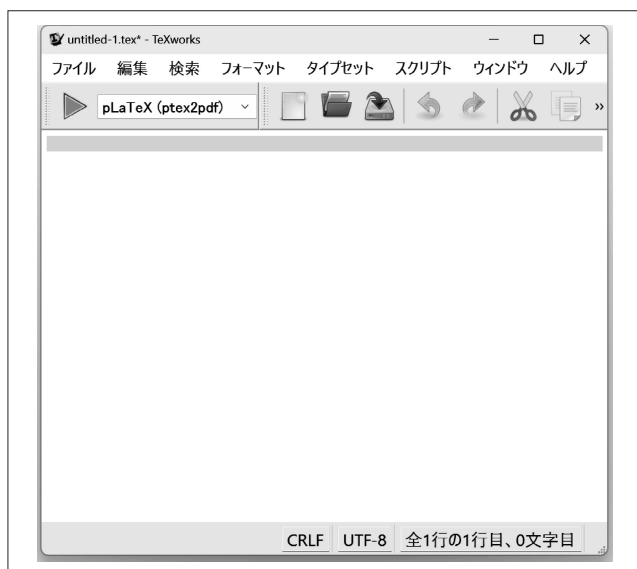 untitled-1.tex* - TeXworks
ファイル 編集 検索 フォーマット タイプセット スクリプト ウィンドウ ヘルプ
pLaTeX (ptex2pdf) »
CRLF UTF-8 全1行の1行目、0文字目